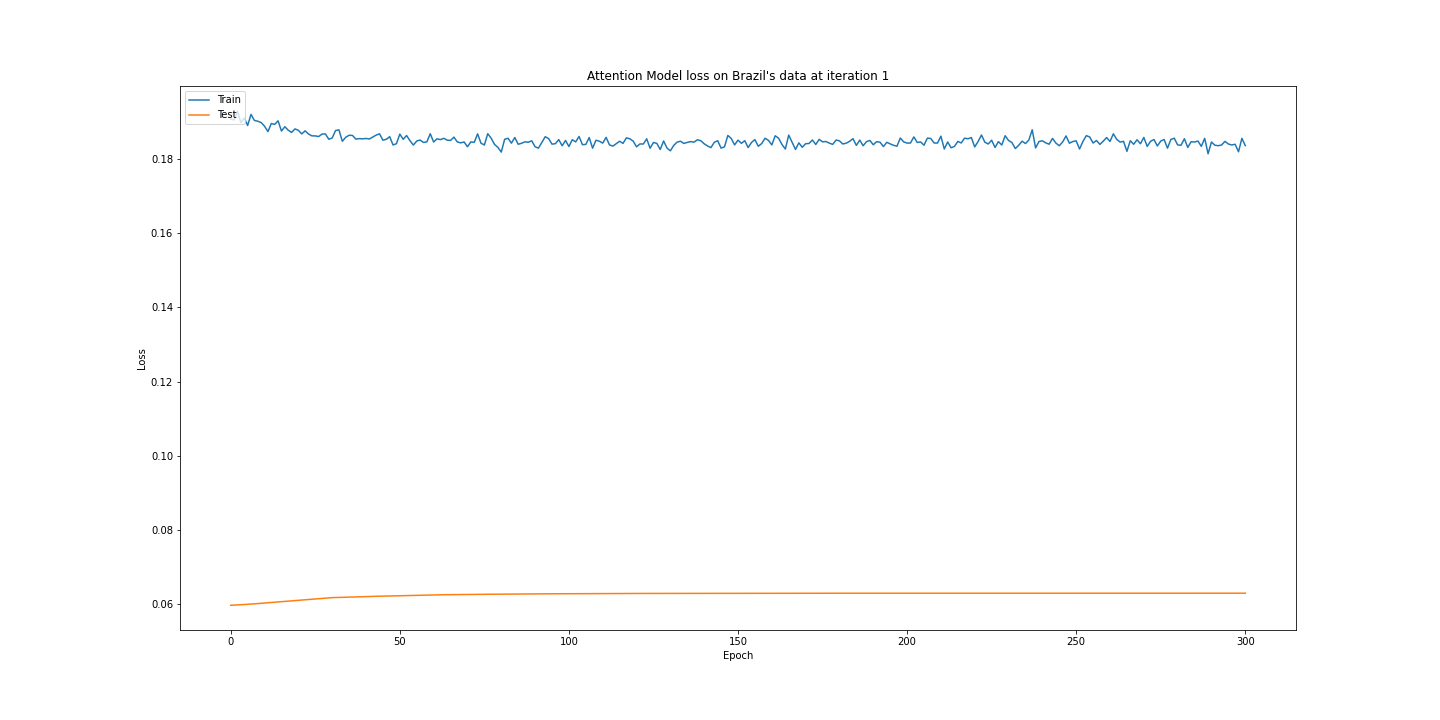 Attention Model loss on Brazil's data at iteration 1
Train
Test
0.18
0.16
0.14
0.12
0.10
0.08
0.06
Loss
0
50
100
150
200
250
300
Epoch